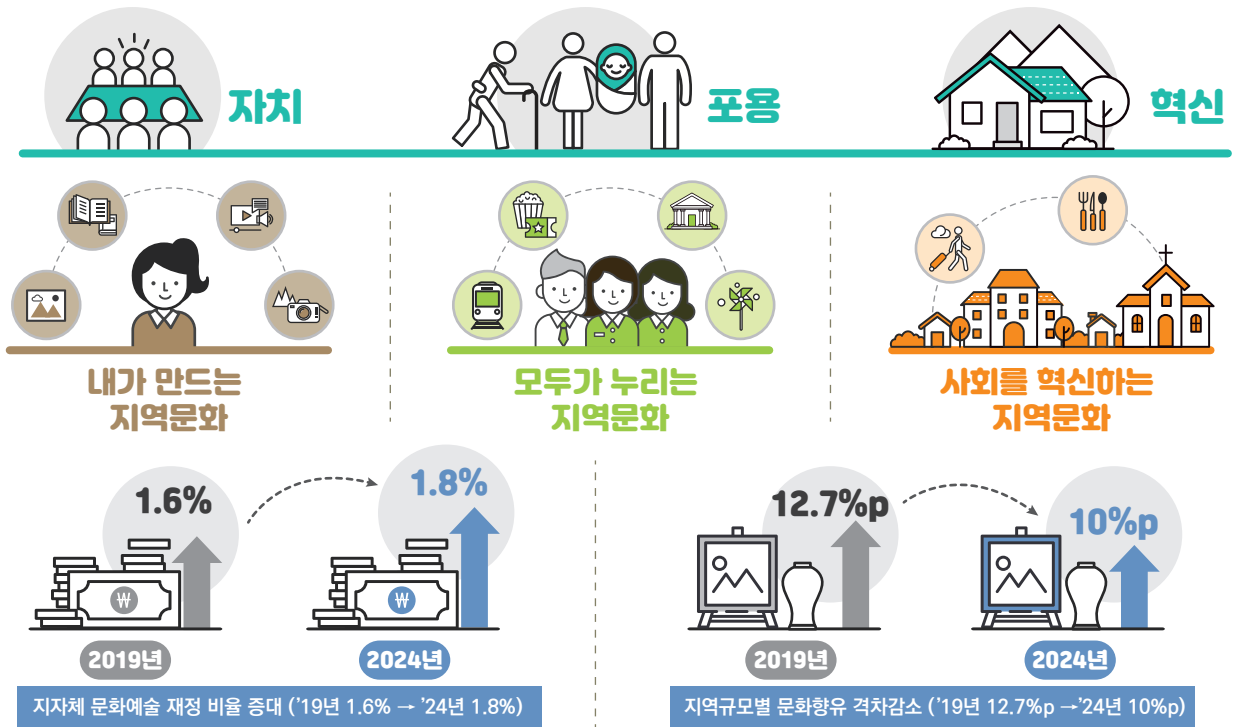 자치
포용
혁신
내가 만드는
지역문화
모두가 누리는
지역문화
사회를 혁신하는
지역문화
1.6%
1.8%
12.7%p
10%p
₩
₩
2019년
2024년
2019년
2024년
지자체 문화예술 재정 비율 증대 (’19년 1.6% → ’24년 1.8%)
지역규모별 문화향유 격차감소 (’19년 12.7%p →’24년 10%p)